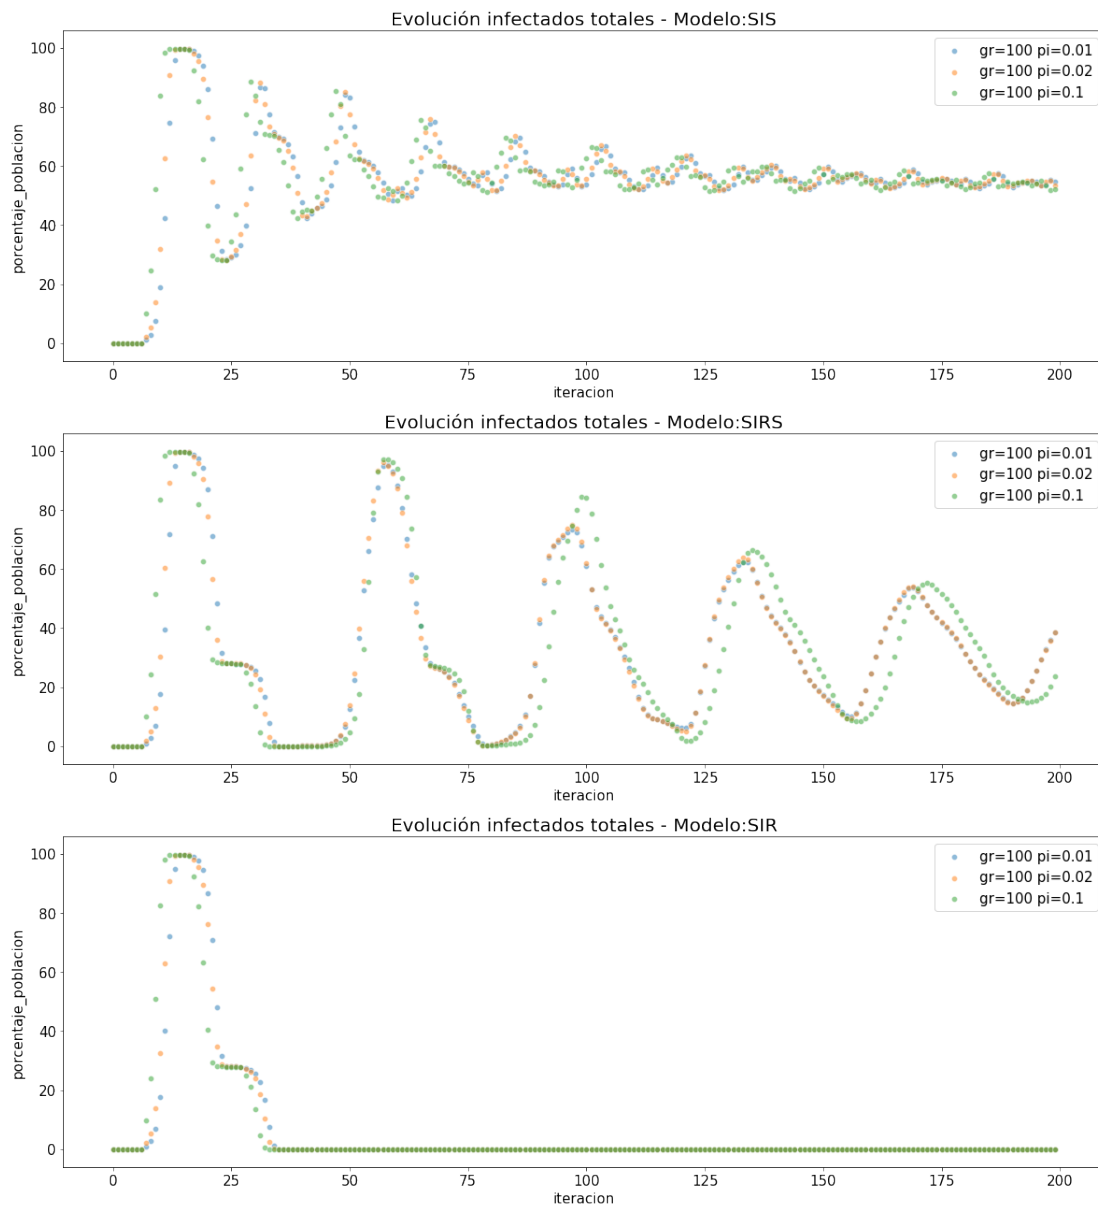 Evolución infectados totales - Modelo:SIS
gr=100 pi=0.01
gr=100 pi=0.02
gr=100 pi=0.1
porcentaje_poblacion
100
80
60
40
20
0
0 25 50 75 100 125 150 175 200
iteracion
Evolución infectados totales - Modelo:SIRS
gr=100 pi=0.01
gr=100 pi=0.02
gr=100 pi=0.1
porcentaje_poblacion
100
80
60
40
20
0
0 25 50 75 100 125 150 175 200
iteracion
Evolución infectados totales - Modelo:SIR
gr=100 pi=0.01
gr=100 pi=0.02
gr=100 pi=0.1
porcentaje_poblacion
100
80
60
40
20
0
0 25 50 75 100 125 150 175 200
iteracion